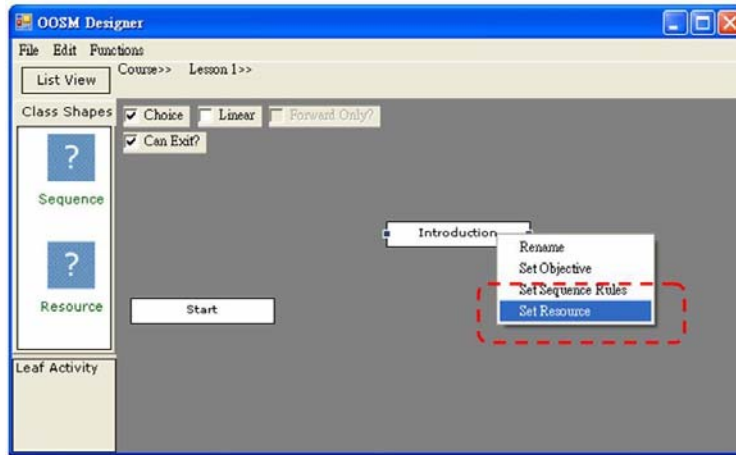 OOSM Designer
File Edit Functions
List View
Course>> Lesson 1>>
Class Shapes
Choice Linear Forward Only?
Can Exit?
Sequence
Resource
Introduction
Rename
Set Objective
Set Sequence Rules
Set Resource
Start
Leaf Activity